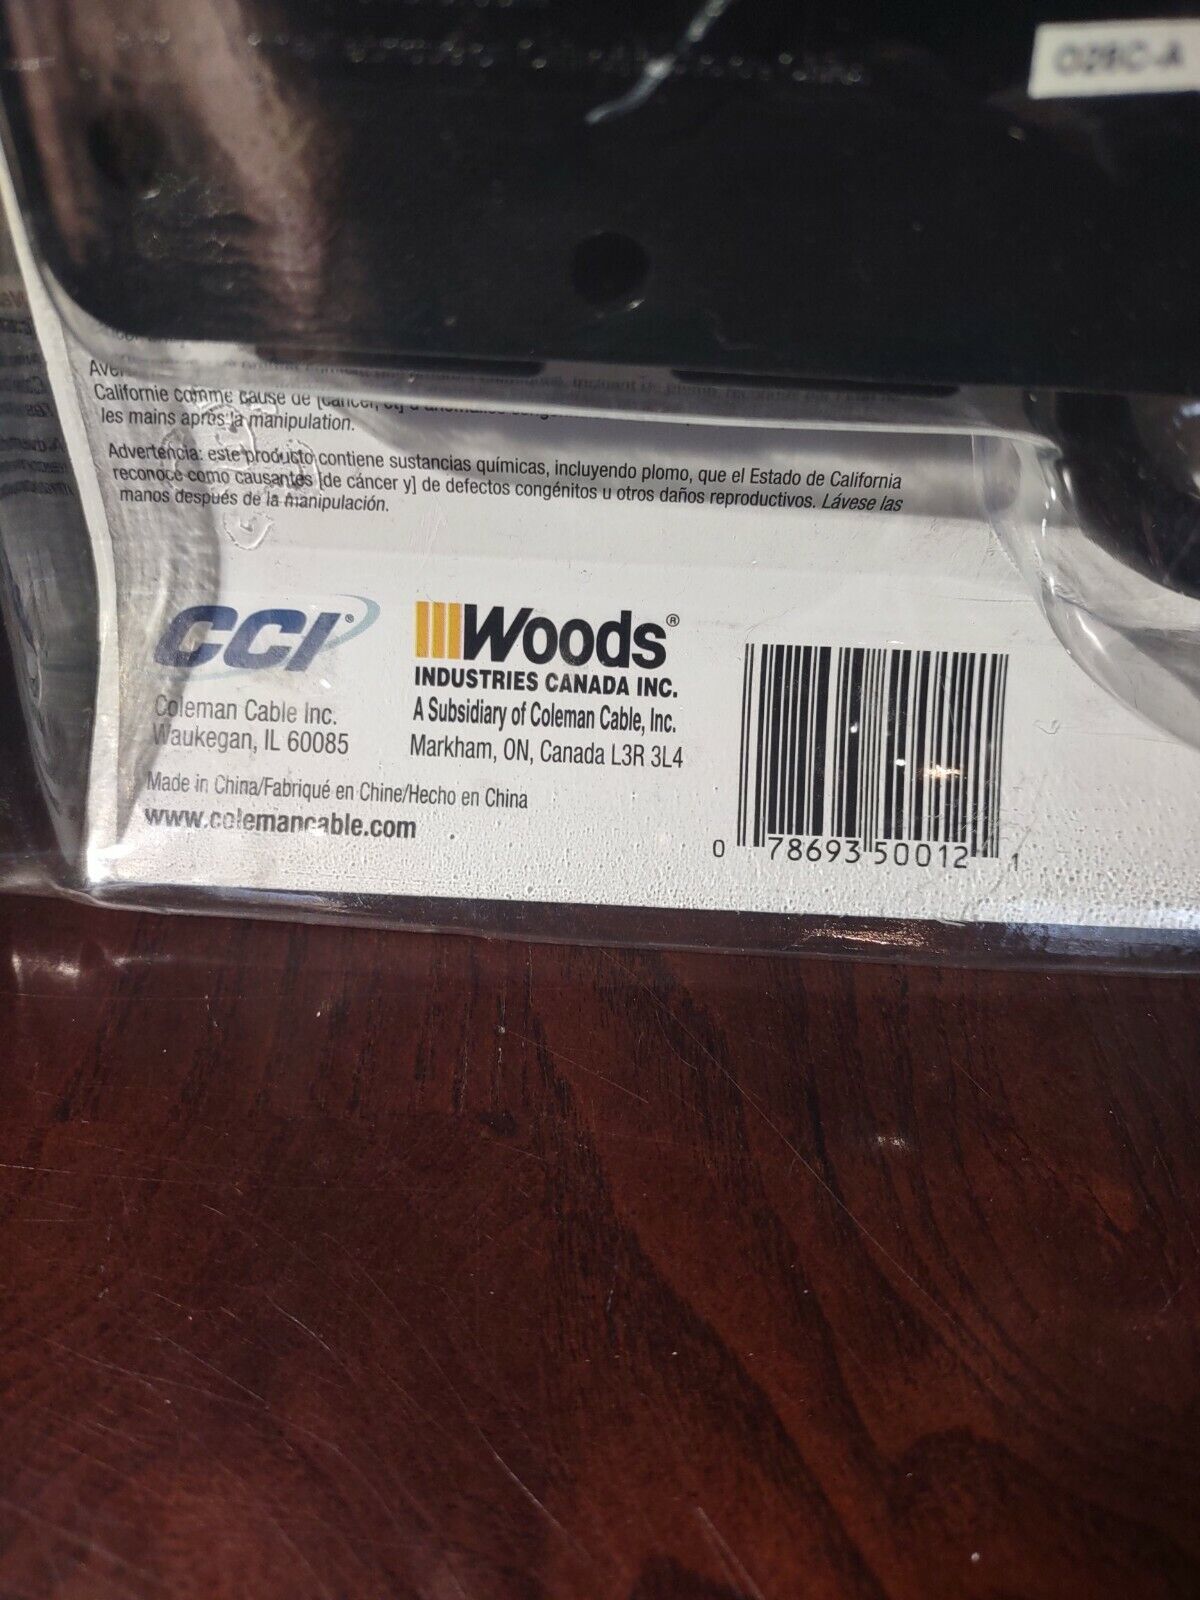 Californie comme cause de [cancer, et]
les mains après la manipulation.
Advertencia: este producto contiene sustancias químicas, incluyendo plomo, que el Estado de California
reconoce como causantes [de cáncer y] de defectos congénitos u otros daños reproductivos. Lávese las
manos después de la manipulación.
CCI®
Coleman Cable Inc.
Waukegan, IL 60085
Woods®
INDUSTRIES CANADA INC.
A Subsidiary of Coleman Cable, Inc.
Markham, ON, Canada L3R 3L4
Made in China/Fabriqué en Chine/Hecho en China
www.colemancable.com
0 78693 50012 1